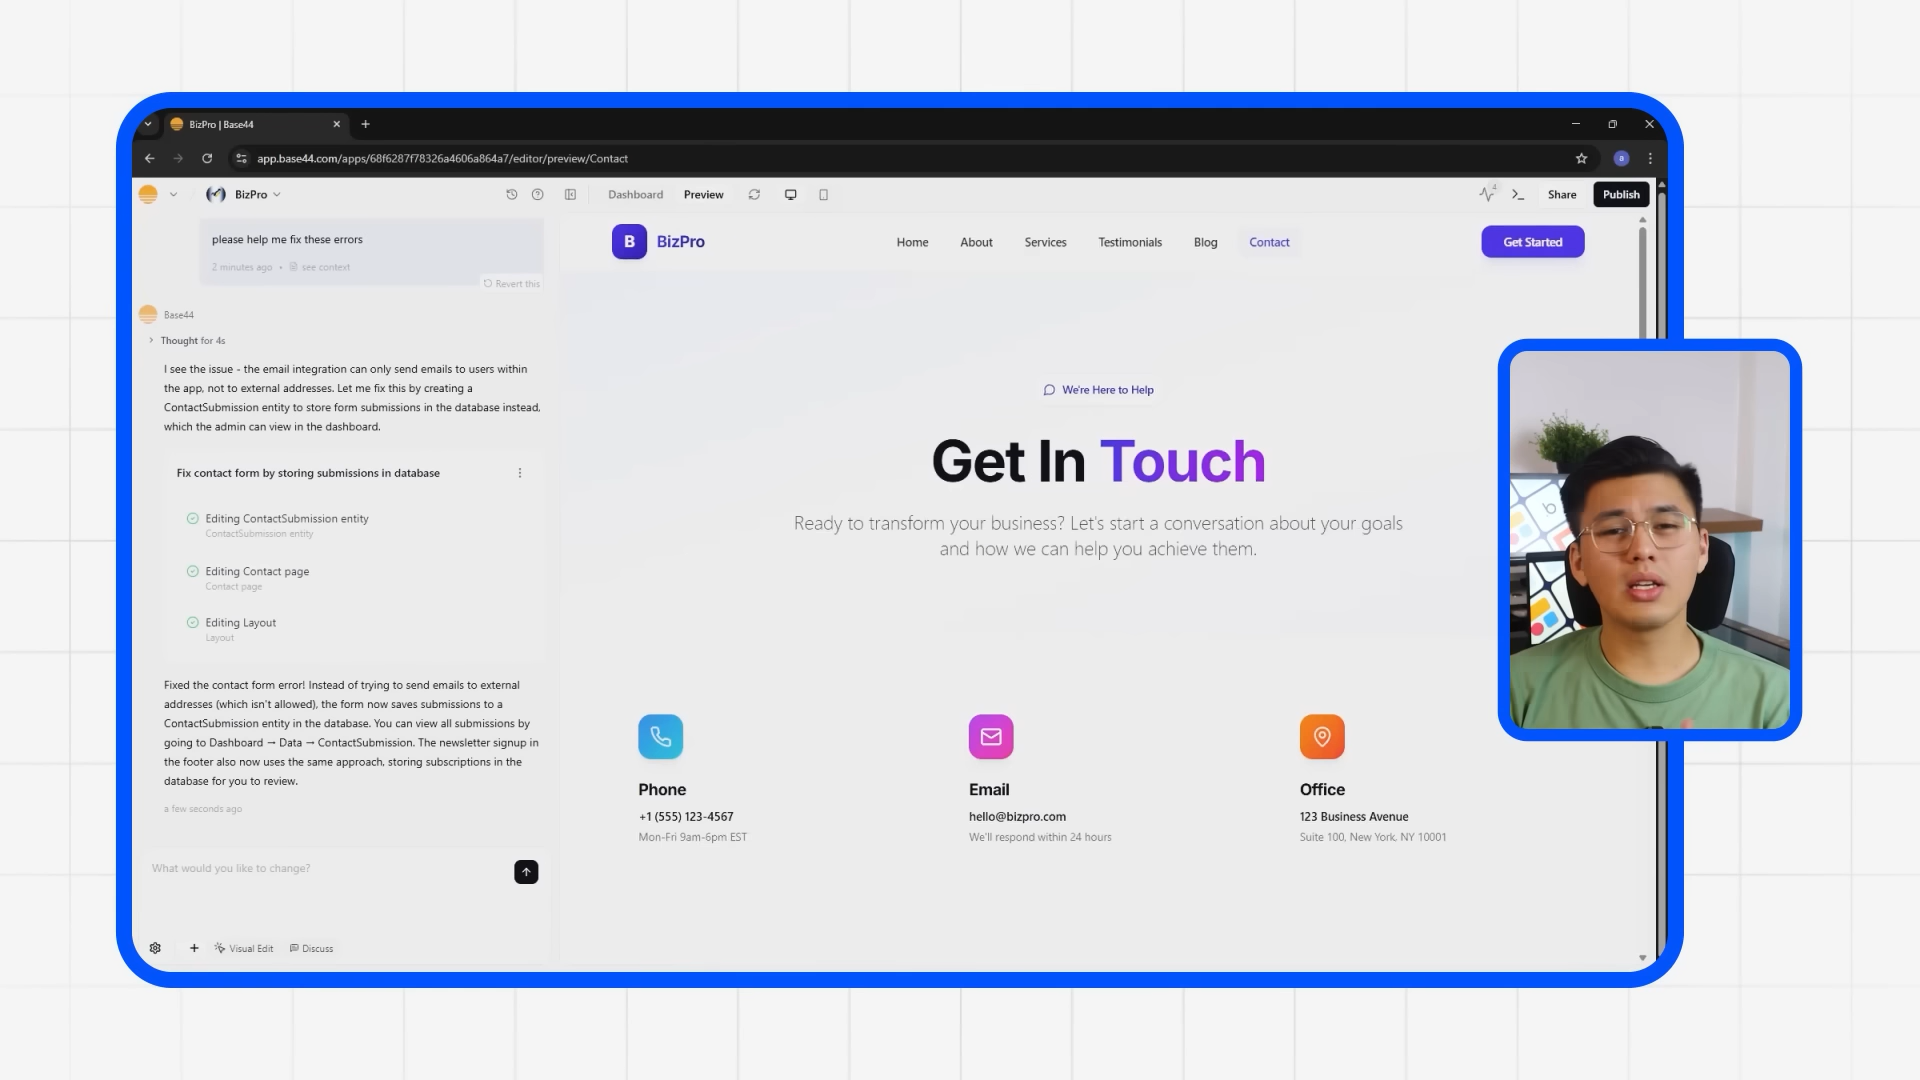 BizPro | Base44
app.base44.com/apps/68f6287f78326a4606a864a7/editor/preview/Contact
a
BizPro
Dashboard
Preview
4
Share
Publish
please help me fix these errors
2 minutes ago • see context
Revert this
Base44
Thought for 4s
I see the issue - the email integration can only send emails to users within
the app, not to external addresses. Let me fix this by creating a
ContactSubmission entity to store form submissions in the database instead,
which the admin can view in the dashboard.
Fix contact form by storing submissions in database
Editing ContactSubmission entity
ContactSubmission entity
Editing Contact page
Contact page
Editing Layout
Layout
Fixed the contact form error! Instead of trying to send emails to external
addresses (which isn't allowed), the form now saves submissions to a
ContactSubmission entity in the database. You can view all submissions by
going to Dashboard → Data → ContactSubmission. The newsletter signup in
the footer also now uses the same approach, storing subscriptions in the
database for you to review.
a few seconds ago
What would you like to change?
Visual Edit
Discuss
B BizPro
Home
About
Services
Testimonials
Blog
Contact
Get Started
We're Here to Help
Get In Touch
Ready to transform your business? Let's start a conversation about your goals
and how we can help you achieve them.
Phone
+1 (555) 123-4567
Mon-Fri 9am-6pm EST
Email
hello@bizpro.com
We'll respond within 24 hours
Office
123 Business Avenue
Suite 100, New York, NY 10001